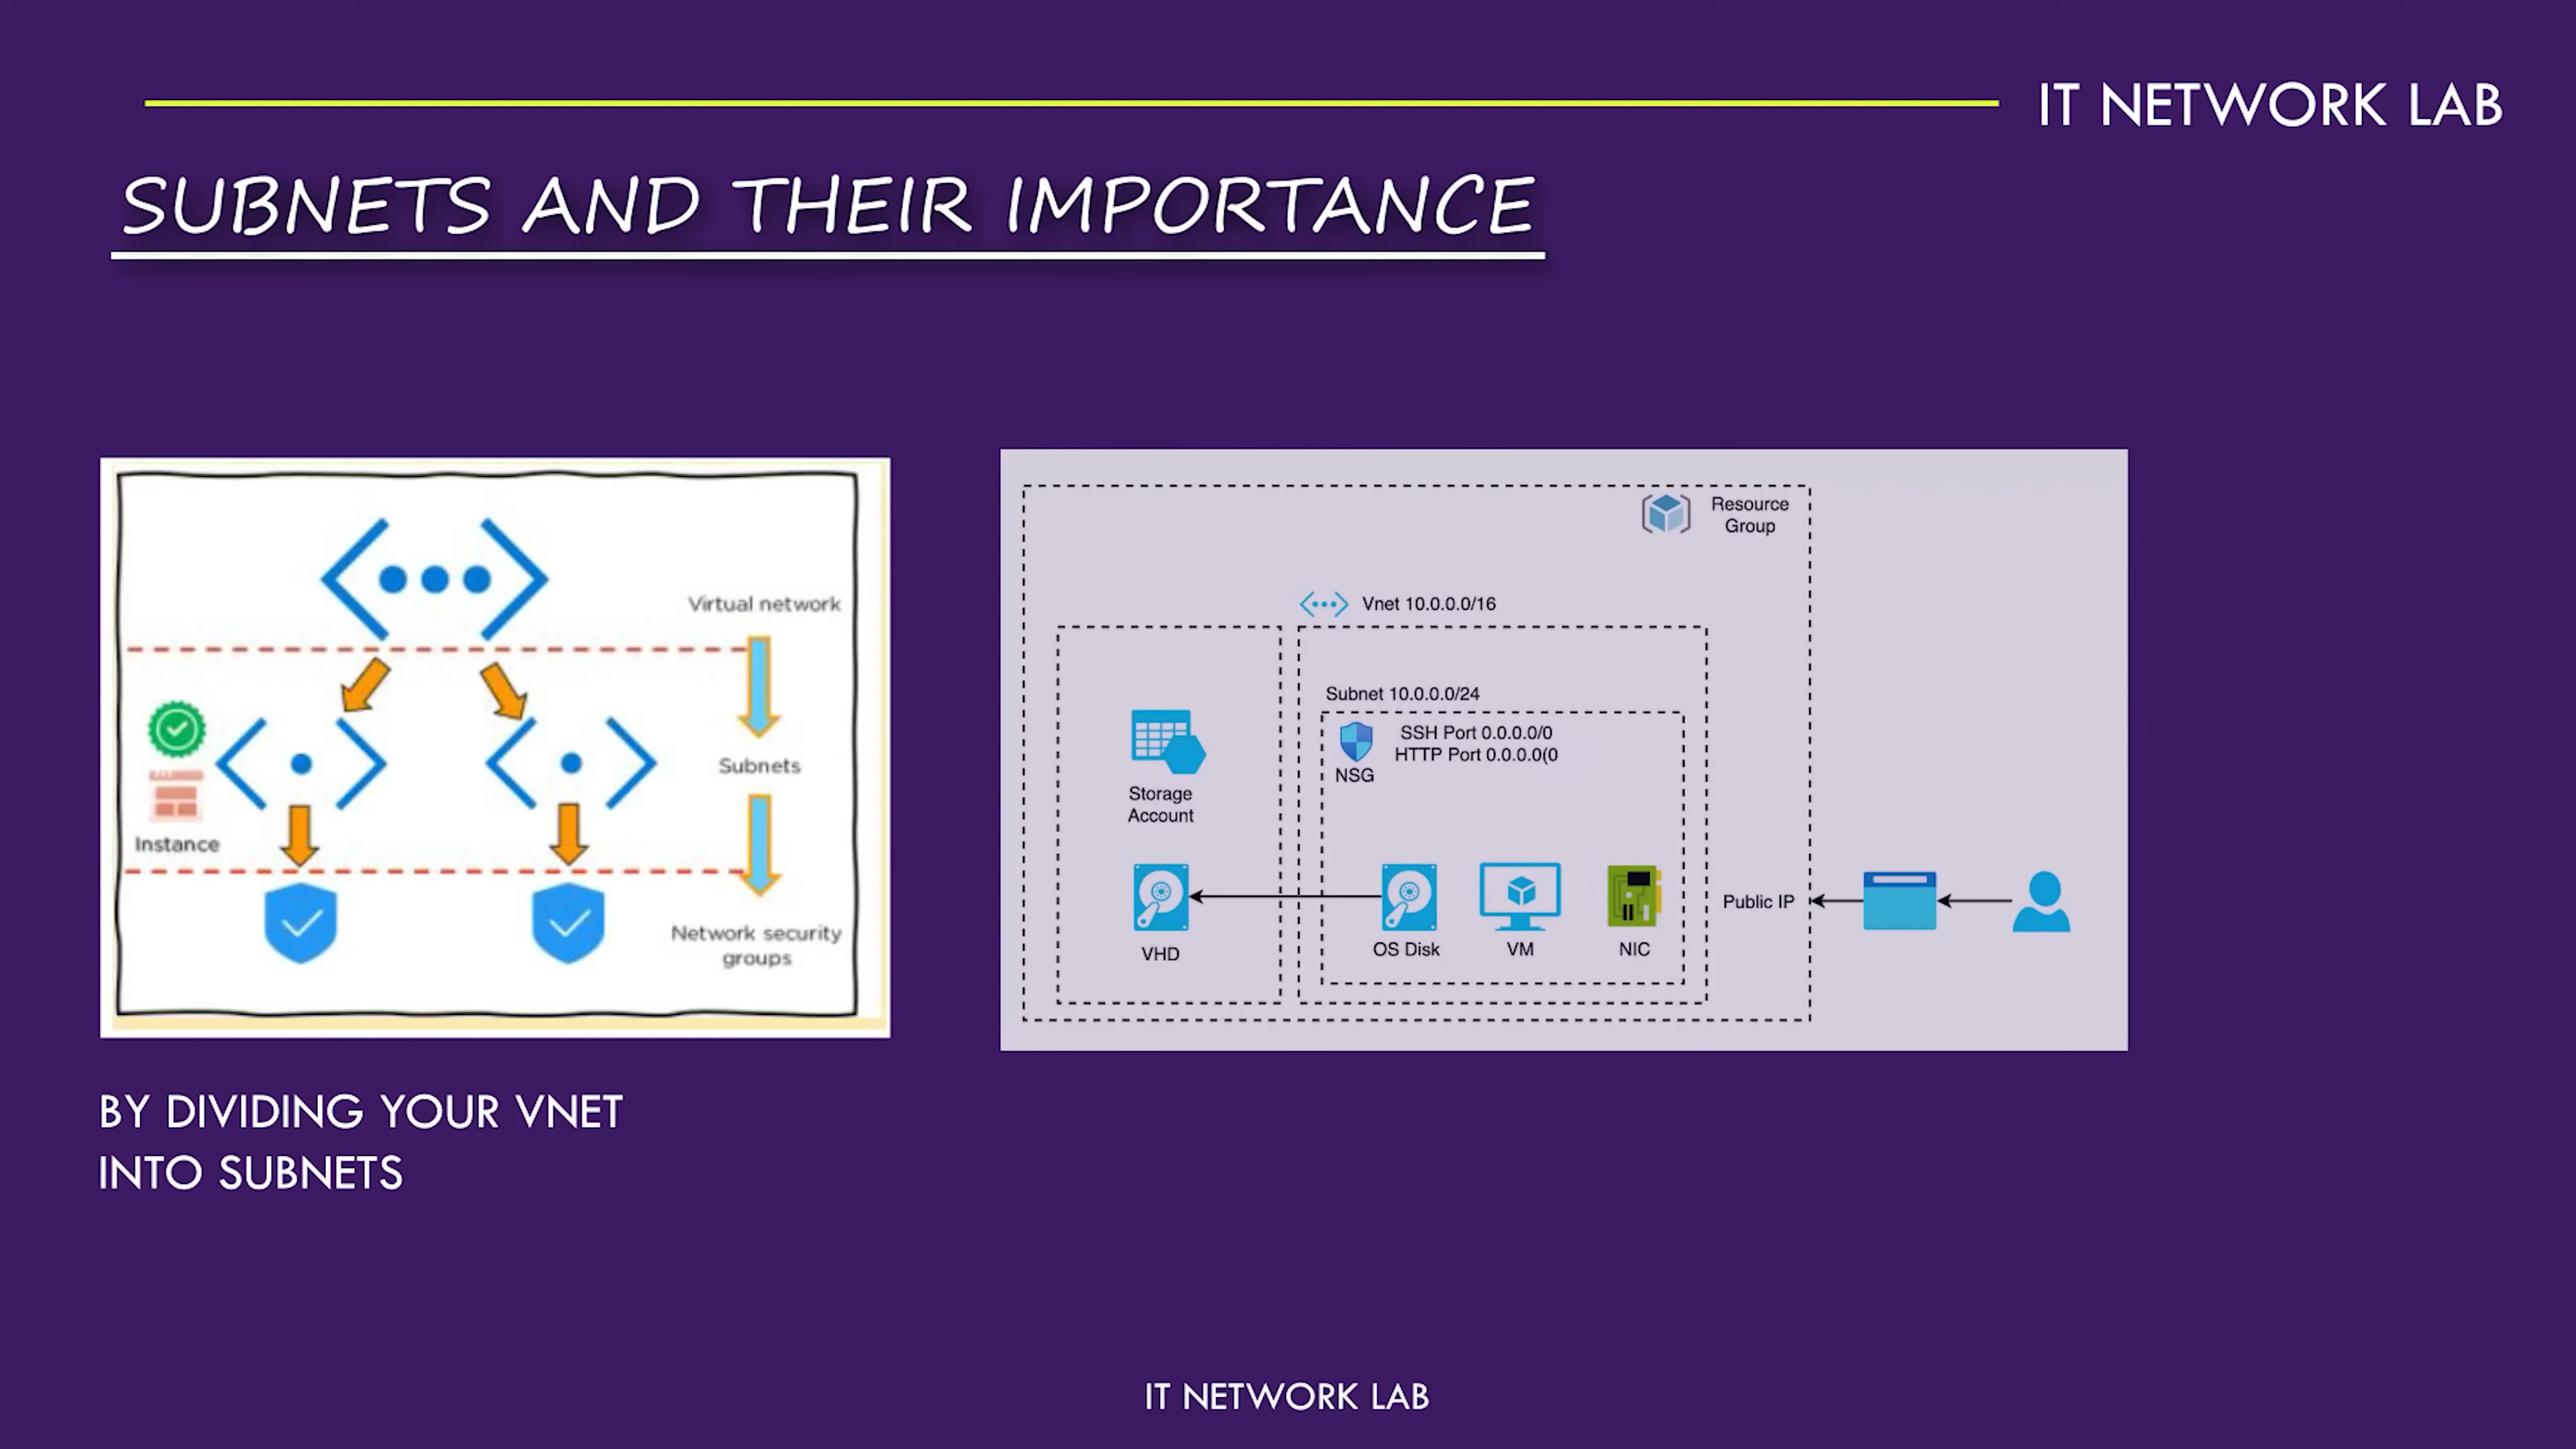 IT NETWORK LAB
SUBNETS AND THEIR IMPORTANCE
Virtual network
Subnets
Instance
Network security
groups
Resource
Group
Vnet 10.0.0.0/16
Subnet 10.0.0.0/24
SSH Port 0.0.0.0/0
HTTP Port 0.0.0.0(0
NSG
Storage
Account
VHD
OS Disk
VM
NIC
Public IP
BY DIVIDING YOUR VNET
INTO SUBNETS
IT NETWORK LAB